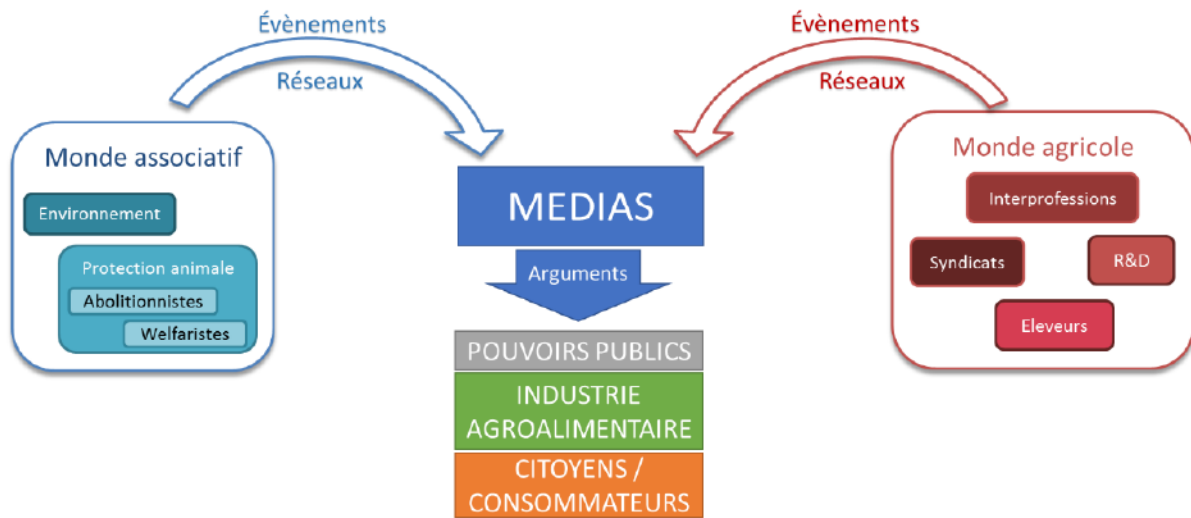 Évènements
Réseaux
Évènements
Réseaux
Monde associatif
Environnement
Protection animale
Abolitionnistes
Welfaristes
MEDIAS
Arguments
POUVOIRS PUBLICS
INDUSTRIE
AGROALIMENTAIRE
CITOYENS /
CONSOMMATEURS
Monde agricole
Interprofessions
Syndicats
R&D
Eleveurs